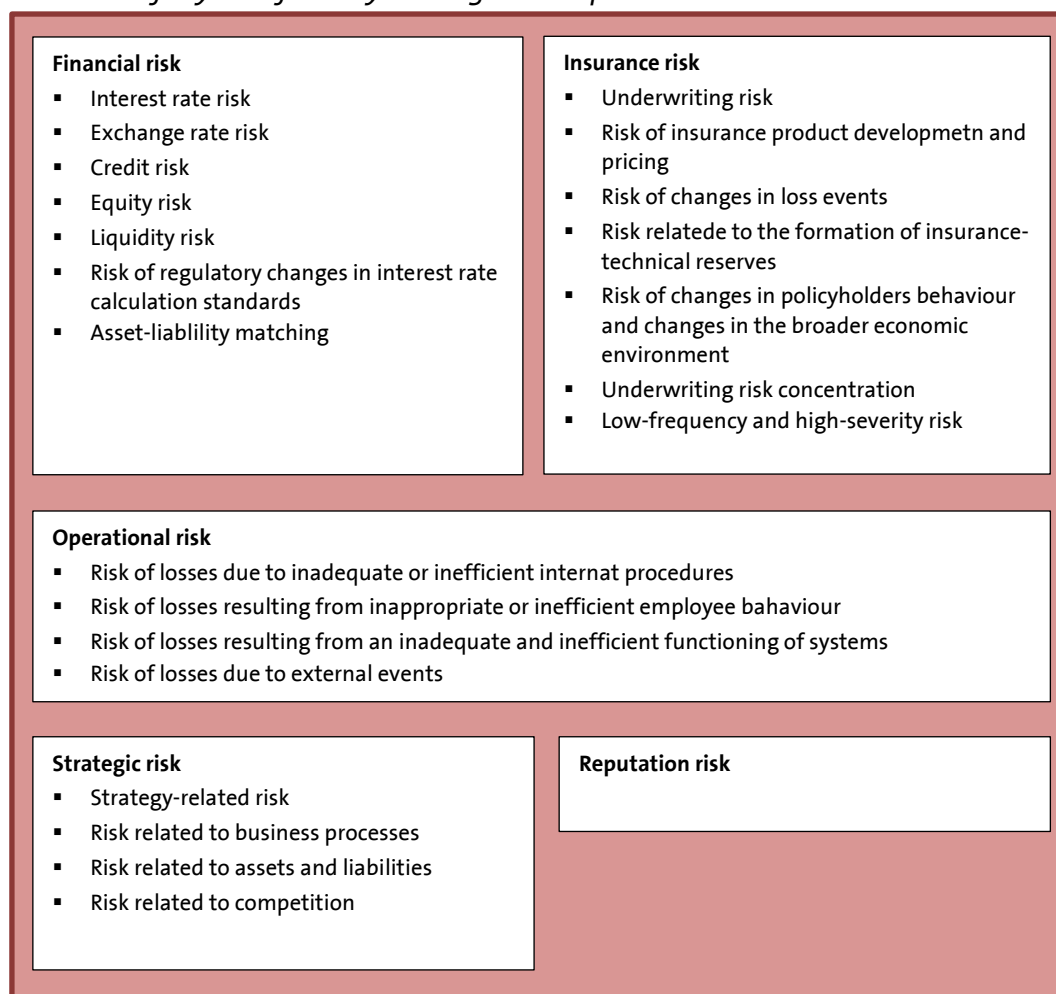 Financial risk
▪ Interest rate risk
▪ Exchange rate risk
▪ Credit risk
▪ Equity risk
▪ Liquidity risk
▪ Risk of regulatory changes in interest rate
calculation standards
▪ Asset-liablility matching
Insurance risk
▪ Underwriting risk
▪ Risk of insurance product developmetn and
pricing
▪ Risk of changes in loss events
▪ Risk relatede to the formation of insurance-
technical reserves
▪ Risk of changes in policyholders behaviour
and changes in the broader economic
environment
▪ Underwriting risk concentration
▪ Low-frequency and high-severity risk
Operational risk
▪ Risk of losses due to inadequate or inefficient internat procedures
▪ Risk of losses resulting from inappropriate or inefficient employee bahaviour
▪ Risk of losses resulting from an inadequate and inefficient functioning of systems
▪ Risk of losses due to external events
Strategic risk
▪ Strategy-related risk
▪ Risk related to business processes
▪ Risk related to assets and liabilities
▪ Risk related to competition
Reputation risk